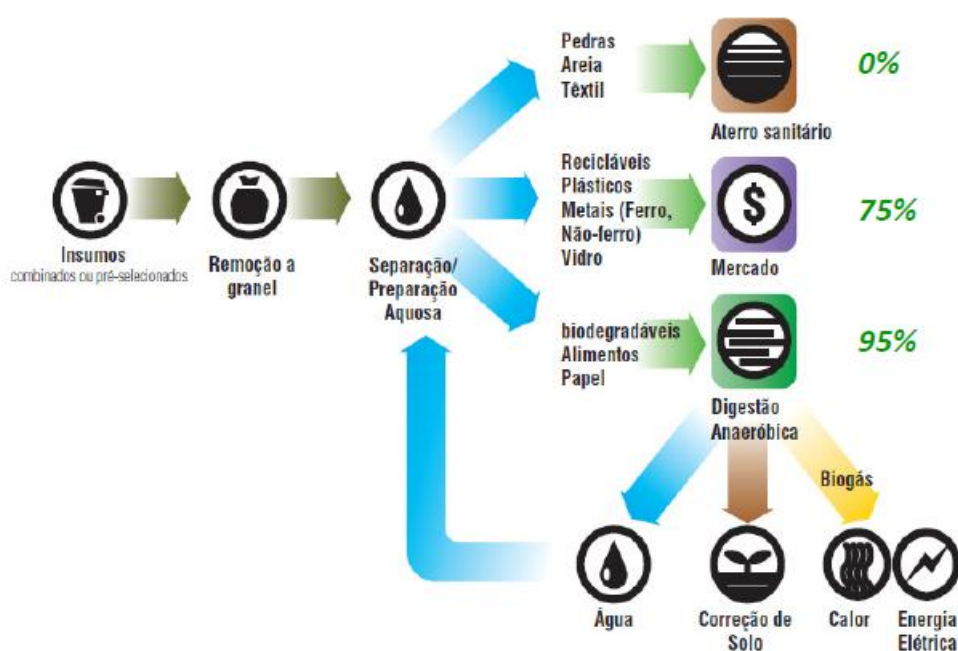 Pedras
Areia
Têxtil
0%
Aterro sanitário
Insumos
combinados ou pré-selecionados
Remoção a
granel
Separação/
Preparação
Aquosa
Recicláveis
Plásticos
Metais (Ferro,
Não-ferro)
Vidro
$
75%
Mercado
biodegradáveis
Alimentos
Papel
95%
Digestão
Anaeróbica
Biogás
Água
Correção de
Solo
Calor
Energia
Elétrica